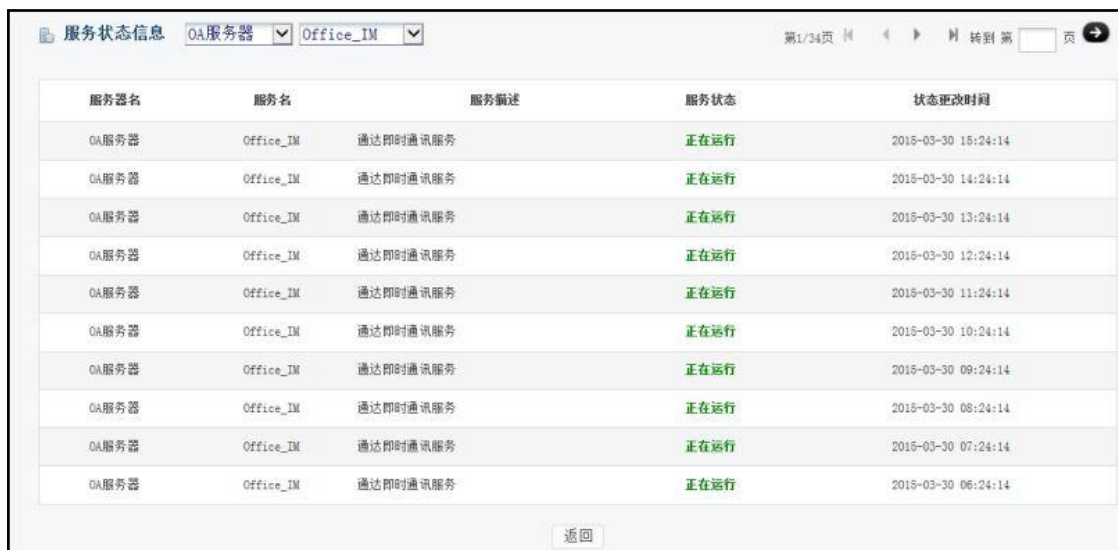 服务状态信息 OA服务器 Office_IM 第1/34页 转到 第 页
服务器名 服务名 服务描述 服务状态 状态更改时间
OA服务器 Office_IM 通达即时通讯服务 正在运行 2015-03-30 15:24:14
OA服务器 Office_IM 通达即时通讯服务 正在运行 2015-03-30 14:24:14
OA服务器 Office_IM 通达即时通讯服务 正在运行 2015-03-30 13:24:14
OA服务器 Office_IM 通达即时通讯服务 正在运行 2015-03-30 12:24:14
OA服务器 Office_IM 通达即时通讯服务 正在运行 2015-03-30 11:24:14
OA服务器 Office_IM 通达即时通讯服务 正在运行 2015-03-30 10:24:14
OA服务器 Office_IM 通达即时通讯服务 正在运行 2015-03-30 09:24:14
OA服务器 Office_IM 通达即时通讯服务 正在运行 2015-03-30 08:24:14
OA服务器 Office_IM 通达即时通讯服务 正在运行 2015-03-30 07:24:14
OA服务器 Office_IM 通达即时通讯服务 正在运行 2015-03-30 06:24:14
返回